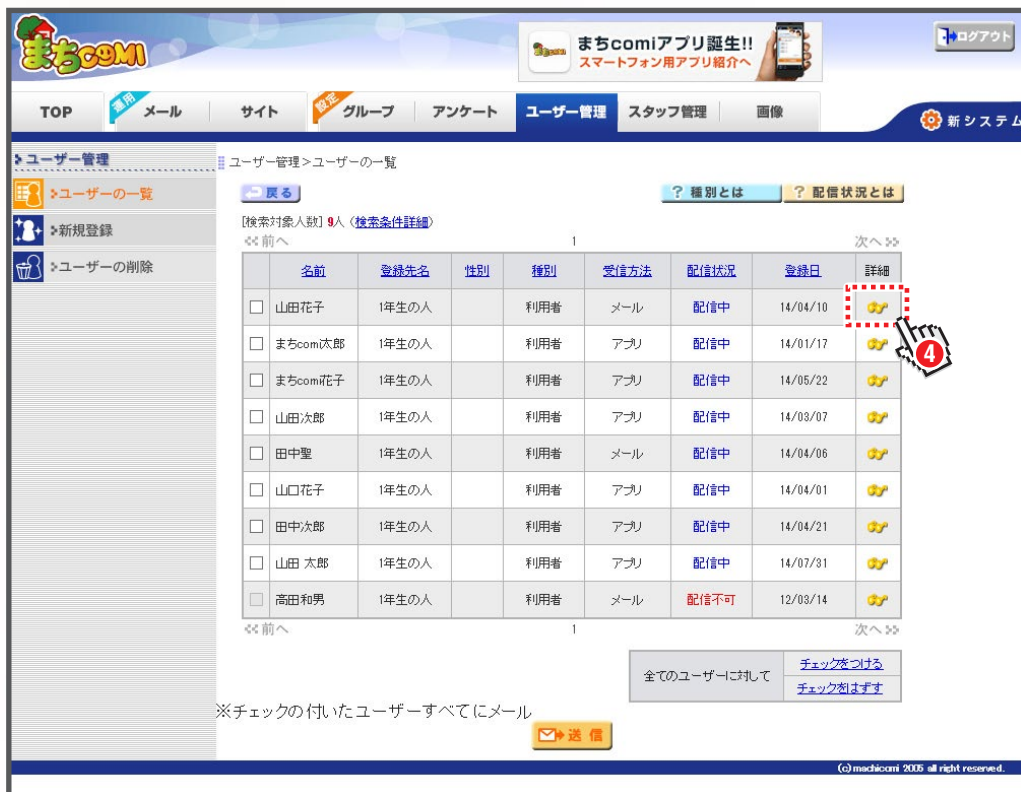 まちcomi
まちcomiアプリ誕生!!
スマートフォン用アプリ紹介へ
ログアウト
TOP 運用 メール サイト 設定 グループ アンケート ユーザー管理 スタッフ管理 画像
新システム
ユーザー管理
ユーザー管理>ユーザーの一覧
>ユーザーの一覧
>新規登録
>ユーザーの削除
戻る ? 種別とは ? 配信状況とは
[検索対象人数] 9人 (検索条件詳細)
<<前へ 1 次へ>>
名前 登録先名 性別 種別 受信方法 配信状況 登録日 詳細
山田花子 1年生の人 利用者 メール 配信中 14/04/10
まちcomi次郎 1年生の人 利用者 アプリ 配信中 14/01/17
4
まちcomi花子 1年生の人 利用者 アプリ 配信中 14/05/22
山田次郎 1年生の人 利用者 アプリ 配信中 14/03/07
田中聖 1年生の人 利用者 メール 配信中 14/04/06
山口花子 1年生の人 利用者 アプリ 配信中 14/04/01
田中次郎 1年生の人 利用者 アプリ 配信中 14/04/21
山田 太郎 1年生の人 利用者 アプリ 配信中 14/07/31
高田和男 1年生の人 利用者 メール 配信不可 12/03/14
<<前へ 1 次へ>>
全てのユーザーに対して
チェックをつける
チェックをはずす
※チェックの付いたユーザーすべてにメール
送信
(c)machicomi 2005 all right reserved.